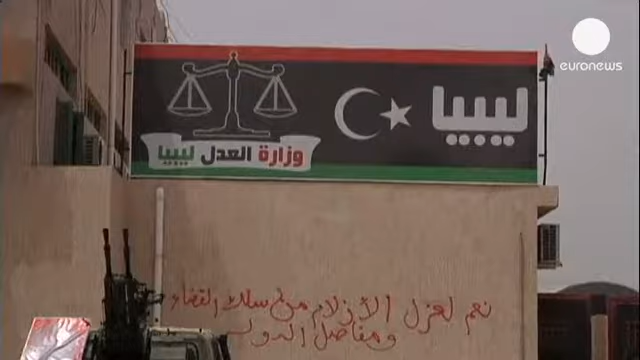 euronews
ليبيا
وزارة العدل ليبيا
نعم لعزل الأزلام من سلك القضاء
ومفاصل الدولة